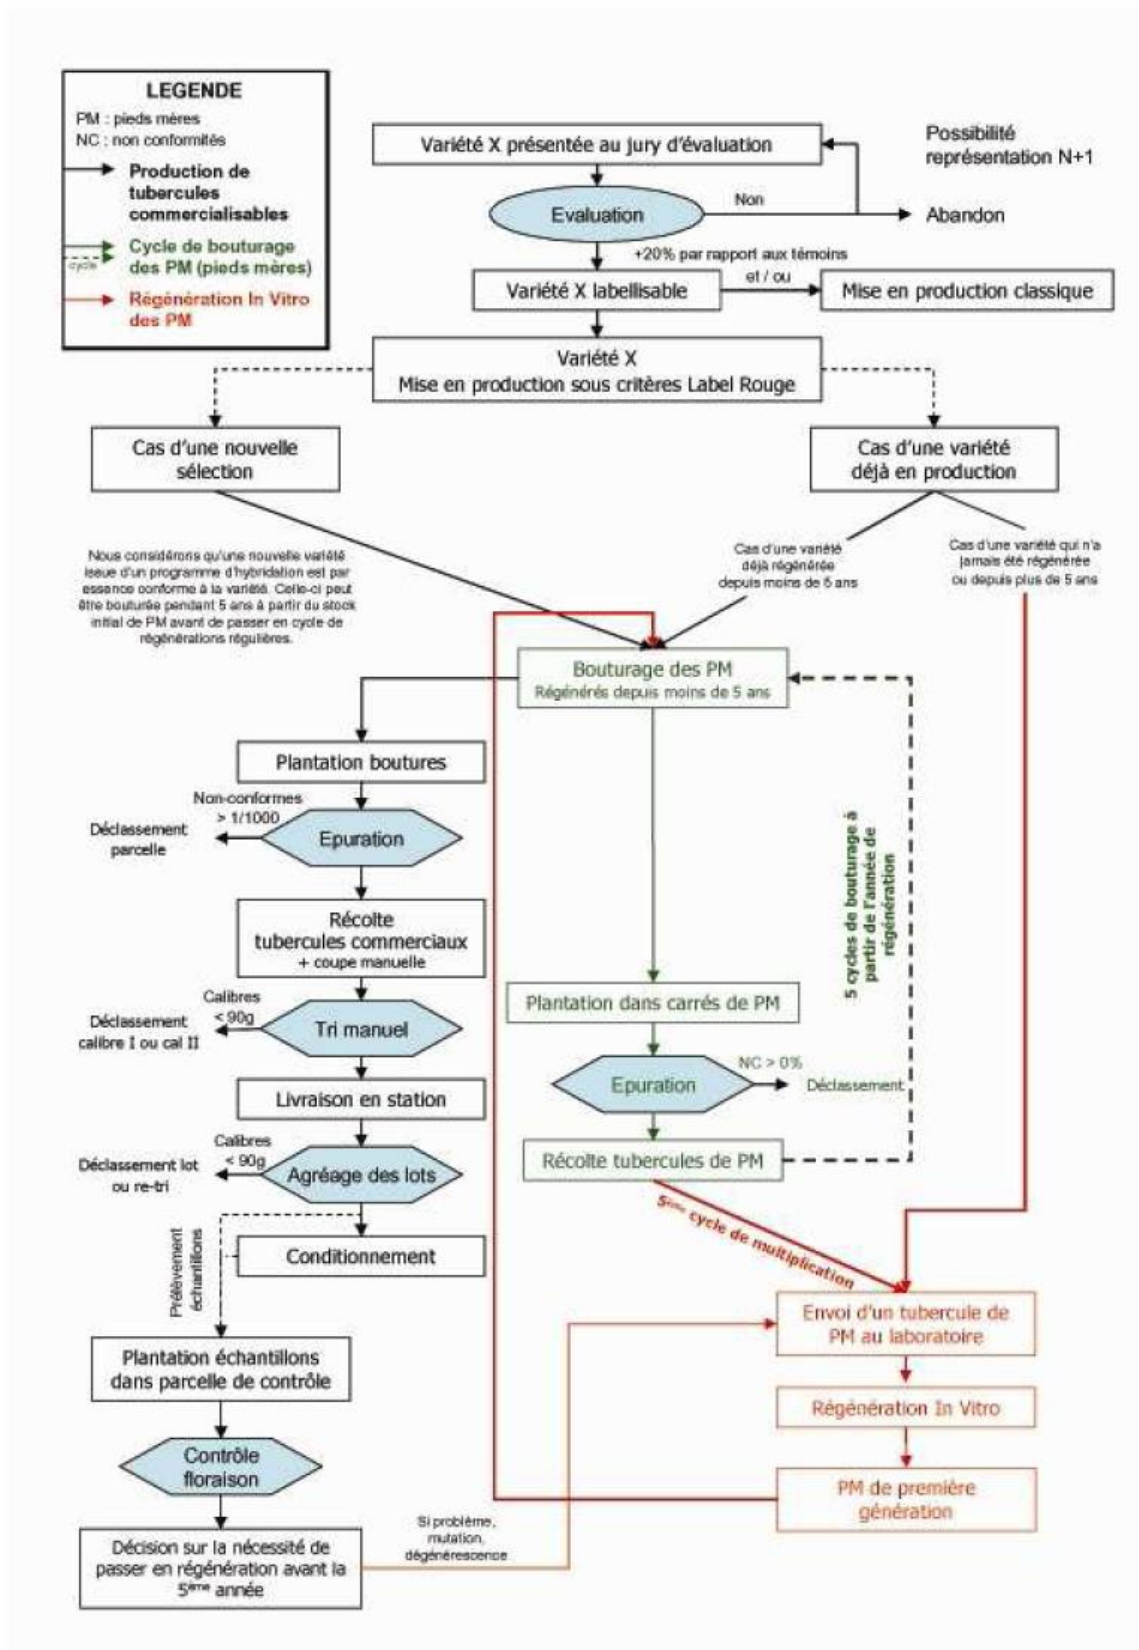 LEGENDE
PM : pieds mères
NC : non conformités
Production de
tubercules
commercialisables
cycle
Cycle de bouturage
des PM (pieds mères)
Régénération In Vitro
des PM
Variété X présentée au jury d'évaluation
Possibilité
représentation N+1
Evaluation
Non
Abandon
+20% par rapport aux témoins
et / ou
Variété X labellisable
Mise en production classique
Variété X
Mise en production sous critères Label Rouge
Cas d'une nouvelle
sélection
Cas d'une variété
déjà en production
Nous considérons qu'une nouvelle variété
issue d'un programme d'hybridation est par
essence conforme à la variété. Celle-ci peut
être bouturée pendant 5 ans à partir du stock
initial de PM avant de passer en cycle de
régénérations régulières.
Cas d'une variété
déjà régénérée
depuis moins de 5 ans
Cas d'une variété qui n'a
jamais été régénérée
ou depuis plus de 5 ans
Bouturage des PM
Régénérés depuis moins de 5 ans
Plantation boutures
Non-conformes
> 1/1000
Déclassement
parcelle
Epuration
Récolte
tubercules commerciaux
+ coupe manuelle
Calibres
< 90g
Déclassement
calibre I ou cal II
Tri manuel
Livraison en station
Calibres
< 90g
Déclassement lot
ou re-tri
Agréage des lots
Prélèvement
échantillons
Conditionnement
Plantation échantillons
dans parcelle de contrôle
Contrôle
floraison
Décision sur la nécessité de
passer en régénération avant la
5ème année
Si problème,
mutation,
dégénérescence
5 cycles de bouturage à
partir de l'année de
régénération
Plantation dans carrés de PM
Epuration
NC > 0%
Déclassement
Récolte tubercules de PM
5ème cycle de multiplication
Envoi d'un tubercule de
PM au laboratoire
Régénération In Vitro
PM de première
génération